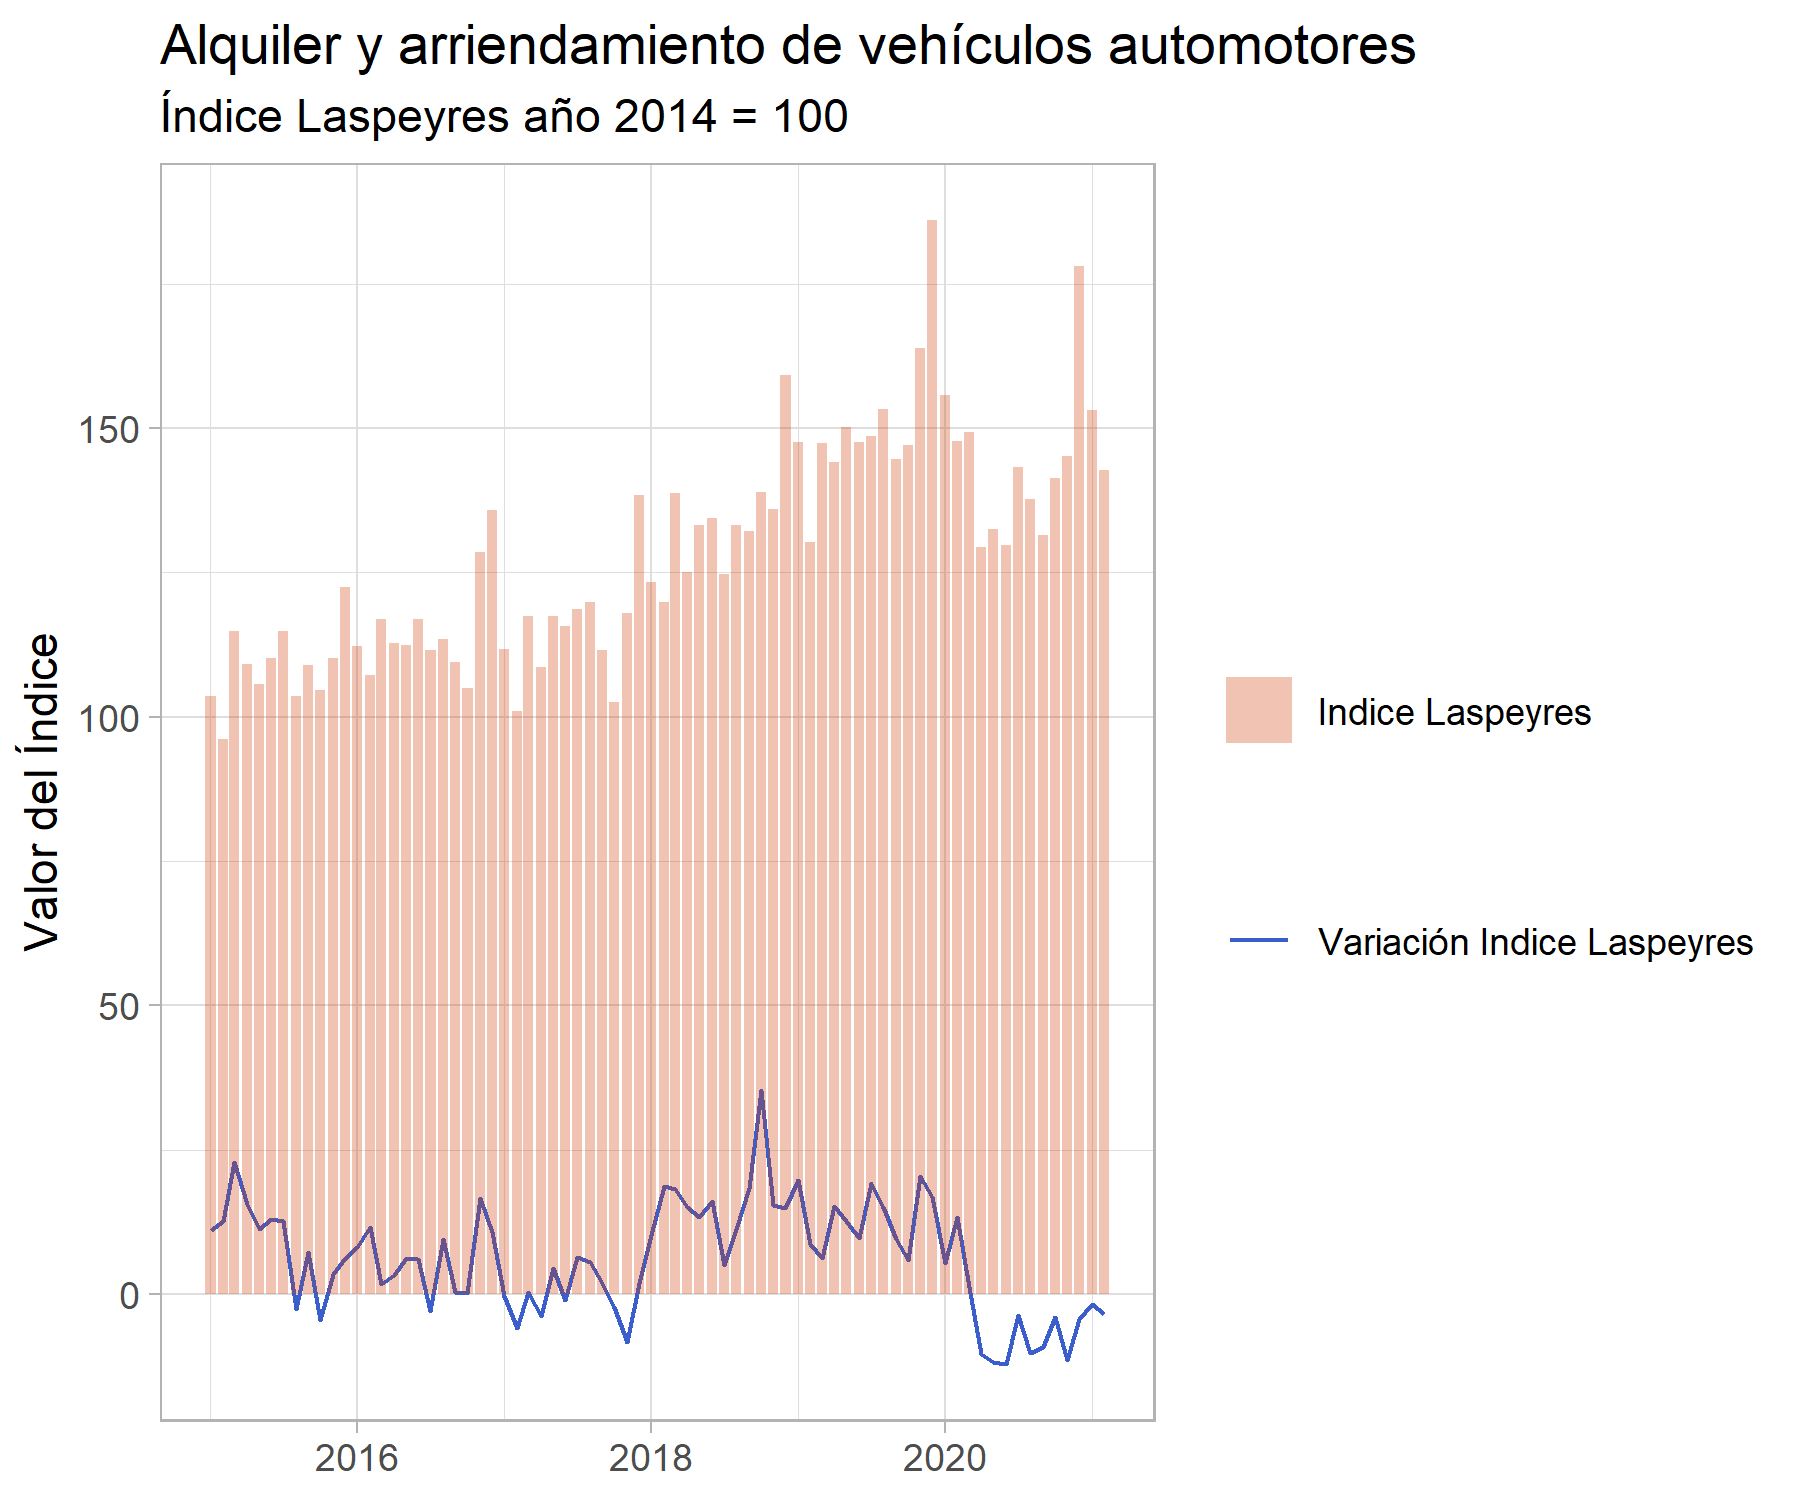 Alquiler y arriendamiento de vehículos automotores
Índice Laspeyres año 2014 = 100
Valor del Índice
150
100
50
0
2016
2018
2020
Indice Laspeyres
Variación Indice Laspeyres